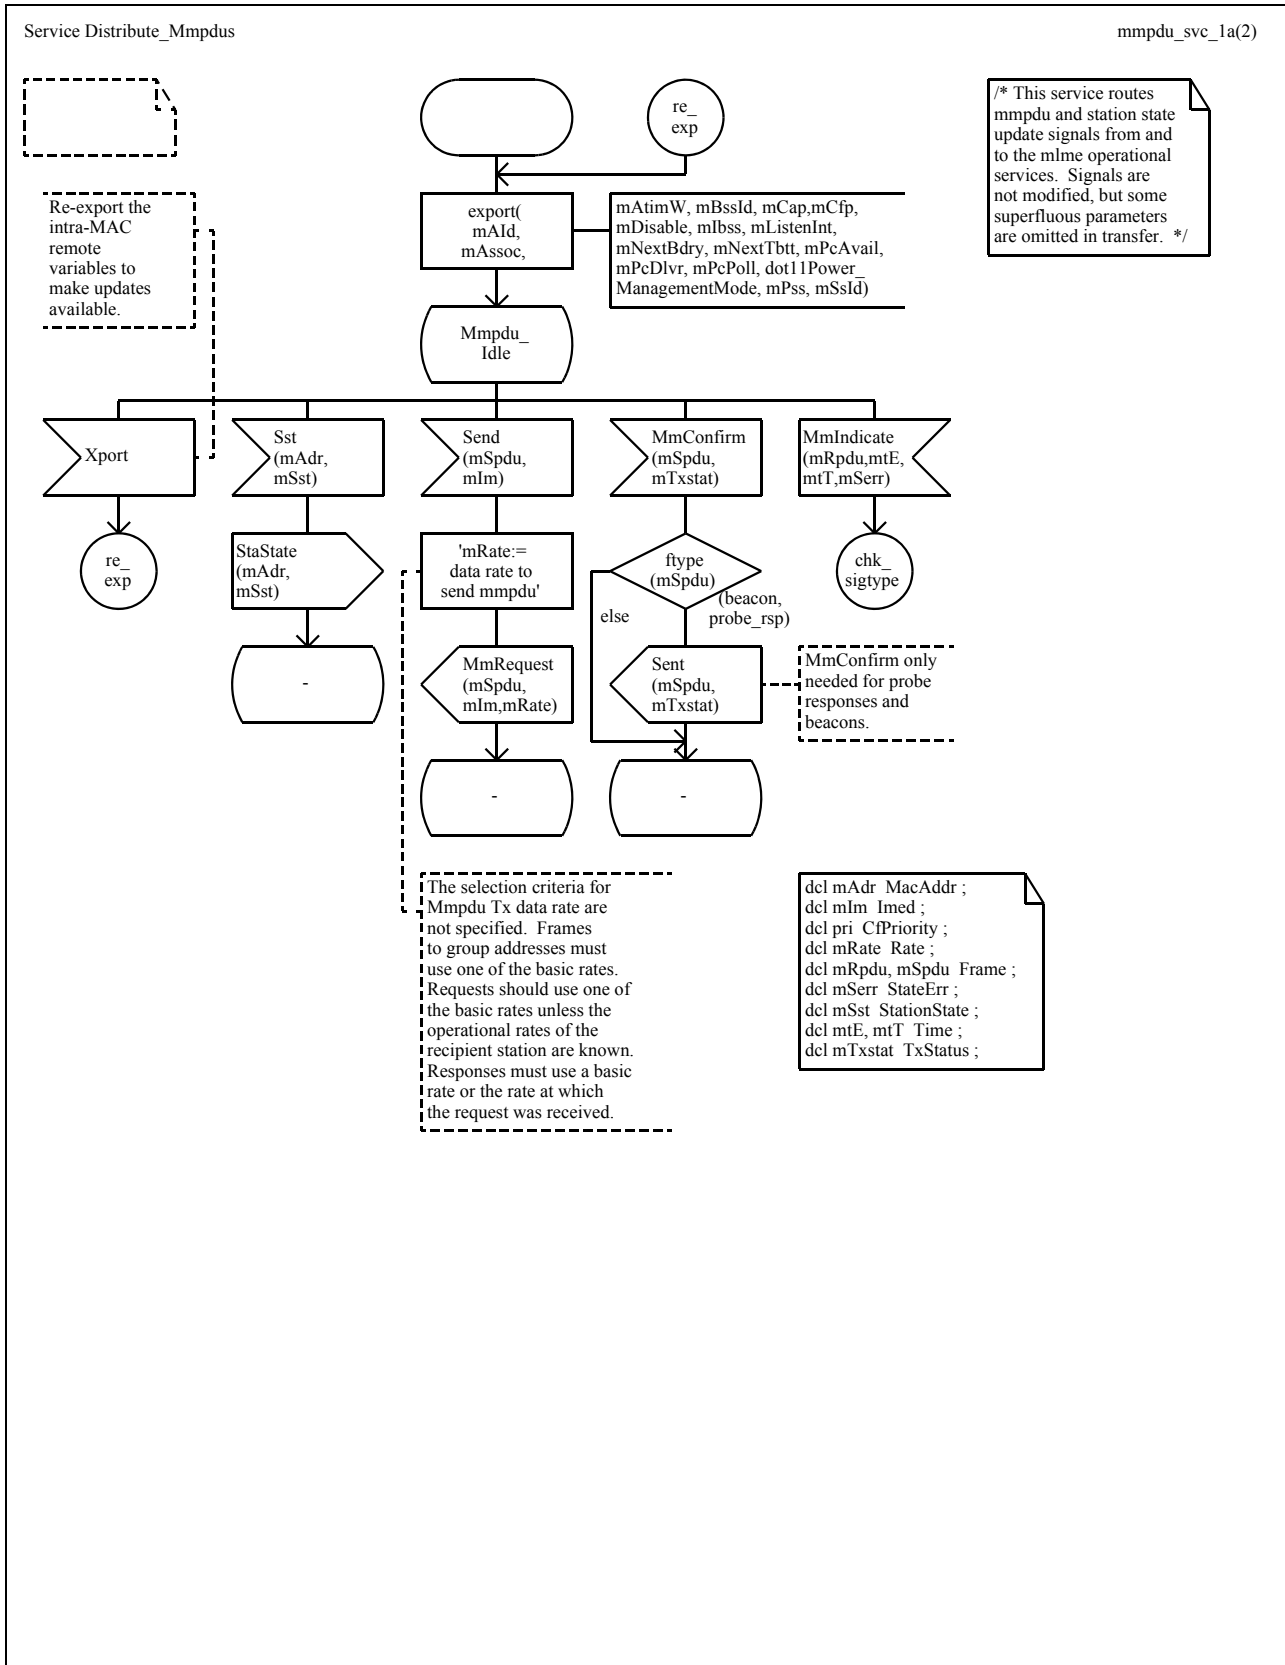 Service Distribute_Mmpdus
mmpdu_svc_1a(2)
re_
exp
/* This service routes
mmpdu and station state
update signals from and
to the mlme operational
services.  Signals are
not modified, but some
superfluous parameters
are omitted in transfer.  */
Re-export the
intra-MAC
remote
variables to
make updates
available.
export(
mAId,
mAssoc,
mAtimW, mBssId, mCap,mCfp,
mDisable, mIbss, mListenInt,
mNextBdry, mNextTbtt, mPcAvail,
mPcDlvr, mPcPoll, dot11Power_
ManagementMode, mPss, mSsId)
Mmpdu_
Idle
Xport
Sst
(mAdr,
mSst)
Send
(mSpdu,
mIm)
MmConfirm
(mSpdu,
mTxstat)
MmIndicate
(mRpdu,mtE,
mtT,mSerr)
re_
exp
StaState
(mAdr,
mSst)
'mRate:=
data rate to
send mmpdu'
ftype
(mSpdu)
chk_
sigtype
else
(beacon,
probe_rsp)
-
MmRequest
(mSpdu,
mIm,mRate)
Sent
(mSpdu,
mTxstat)
MmConfirm only
needed for probe
responses and
beacons.
-
-
The selection criteria for
Mmpdu Tx data rate are
not specified.  Frames
to group addresses must
use one of the basic rates.
Requests should use one of
the basic rates unless the
operational rates of the
recipient station are known.
Responses must use a basic
rate or the rate at which
the request was received.
dcl mAdr  MacAddr ;
dcl mIm  Imed ;
dcl pri  CfPriority ;
dcl mRate  Rate ;
dcl mRpdu, mSpdu  Frame ;
dcl mSerr  StateErr ;
dcl mSst  StationState ;
dcl mtE, mtT  Time ;
dcl mTxstat  TxStatus ;